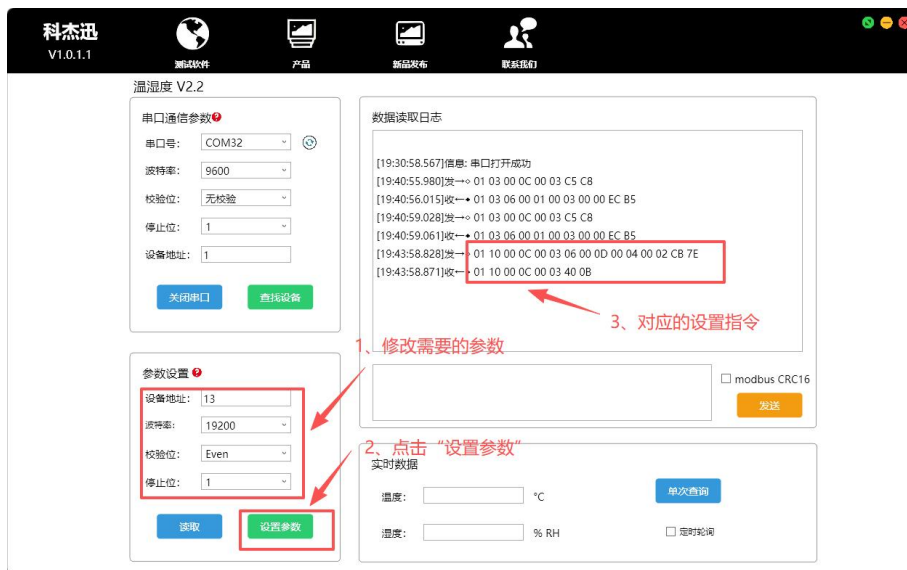 科杰迅
V1.0.1.1
测试软件
产品
新品发布
联系我们
温湿度 V2.2
串口通信参数
串口号: COM32
波特率: 9600
校验位: 无校验
停止位: 1
设备地址: 1
关闭串口 查找设备
数据读取日志
[19:30:58.567]信息: 串口打开成功
[19:40:55.980]发→◇ 01 03 00 0C 00 03 C5 C8
[19:40:56.015]收←◆ 01 03 06 00 01 00 03 00 00 EC B5
[19:40:59.028]发→◇ 01 03 00 0C 00 03 C5 C8
[19:40:59.061]收←◆ 01 03 06 00 01 00 03 00 00 EC B5
[19:43:58.828]发→◇ 01 10 00 0C 00 03 06 00 0D 00 04 00 02 CB 7E
[19:43:58.871]收←◆ 01 10 00 0C 00 03 40 0B
3、对应的设置指令
1、修改需要的参数
参数设置
设备地址: 13
波特率: 19200
校验位: Even
停止位: 1
读取 设置参数
modbus CRC16
发送
2、点击“设置参数”
实时数据
温度: °C
单次查询
湿度: % RH
定时轮询